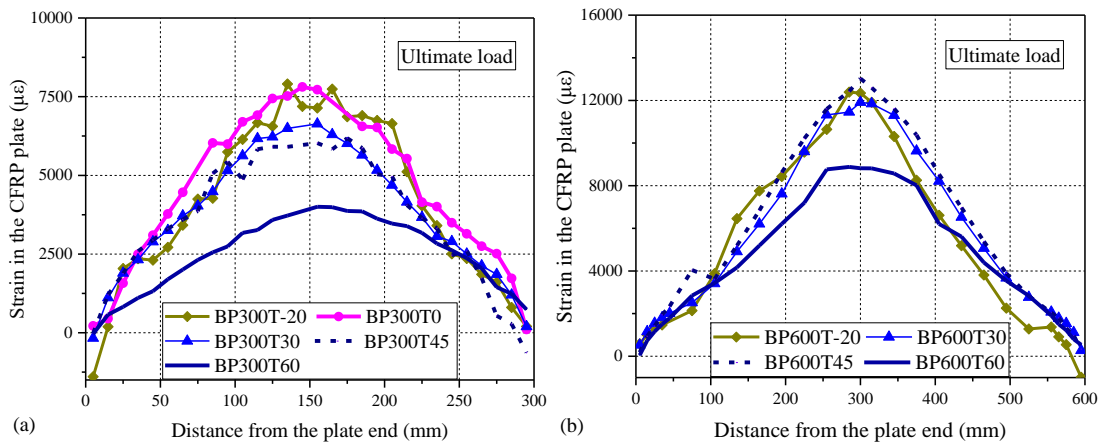 10000
7500
5000
2500
0
Strain in the CFRP plate (με)
Ultimate load
BP300T-20 BP300T0
BP300T30 BP300T45
BP300T60
0 50 100 150 200 250 300
Distance from the plate end (mm)
(a)
16000
12000
8000
4000
0
Strain in the CFRP plate (με)
Ultimate load
BP600T-20 BP600T30
BP600T45 BP600T60
0 100 200 300 400 500 600
Distance from the plate end (mm)
(b)